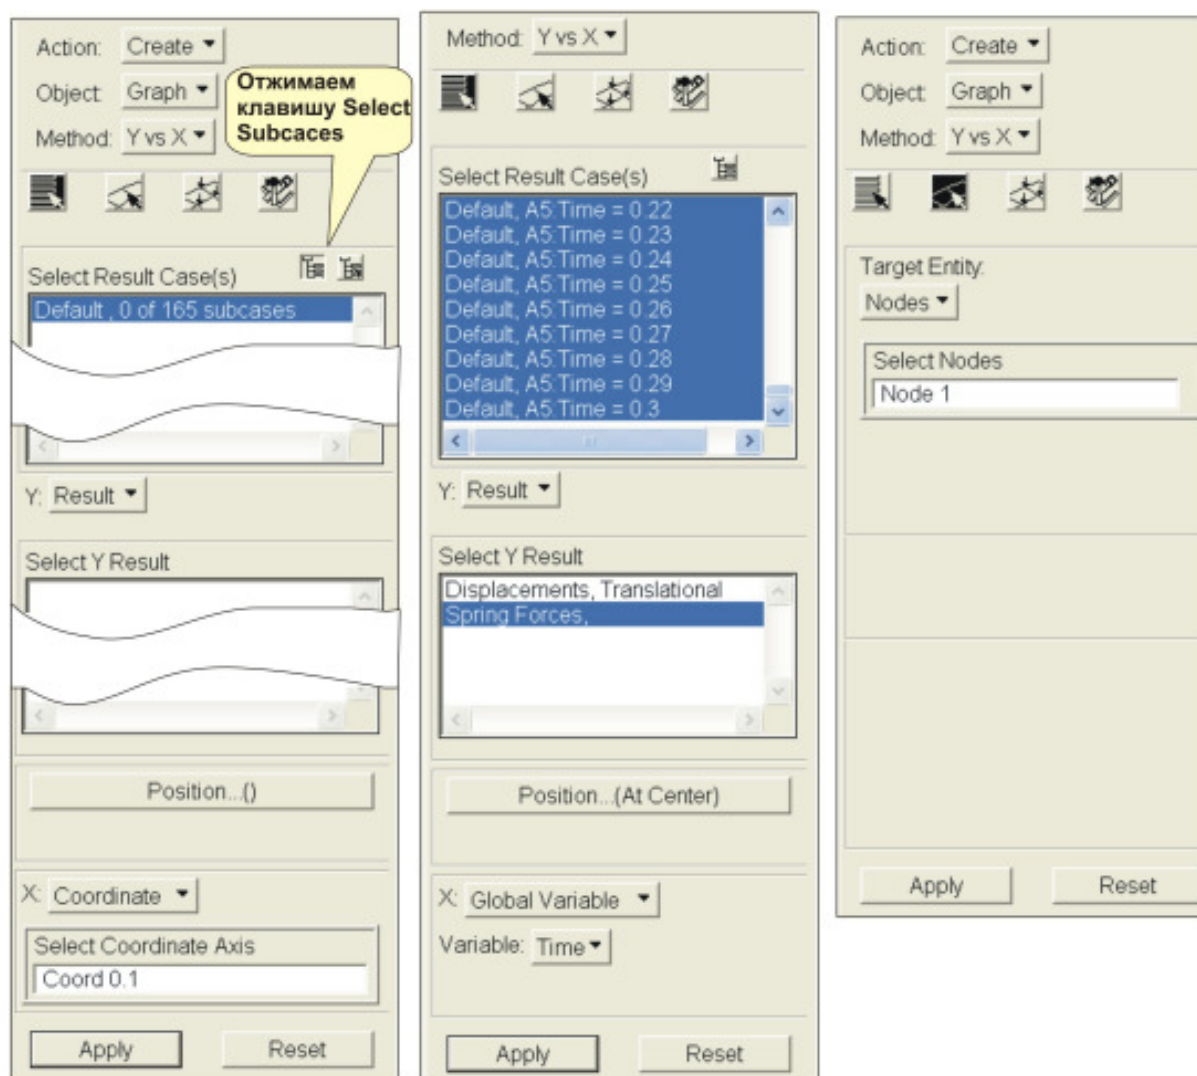 Action: Create
Object: Graph
Method: Y vs X
Отжимаем
клавишу Select
Subcaces
Select Result Case(s)
Default , 0 of 165 subcases
Y: Result
Select Y Result
Position...()
X: Coordinate
Select Coordinate Axis
Coord 0.1
Apply Reset
Method: Y vs X
Select Result Case(s)
Default, A5:Time = 0.22
Default, A5:Time = 0.23
Default, A5:Time = 0.24
Default, A5:Time = 0.25
Default, A5:Time = 0.26
Default, A5:Time = 0.27
Default, A5:Time = 0.28
Default, A5:Time = 0.29
Default, A5:Time = 0.3
Y: Result
Select Y Result
Displacements, Translational
Spring Forces,
Position...(At Center)
X: Global Variable
Variable: Time
Apply Reset
Action: Create
Object: Graph
Method: Y vs X
Target Entity:
Nodes
Select Nodes
Node 1
Apply Reset